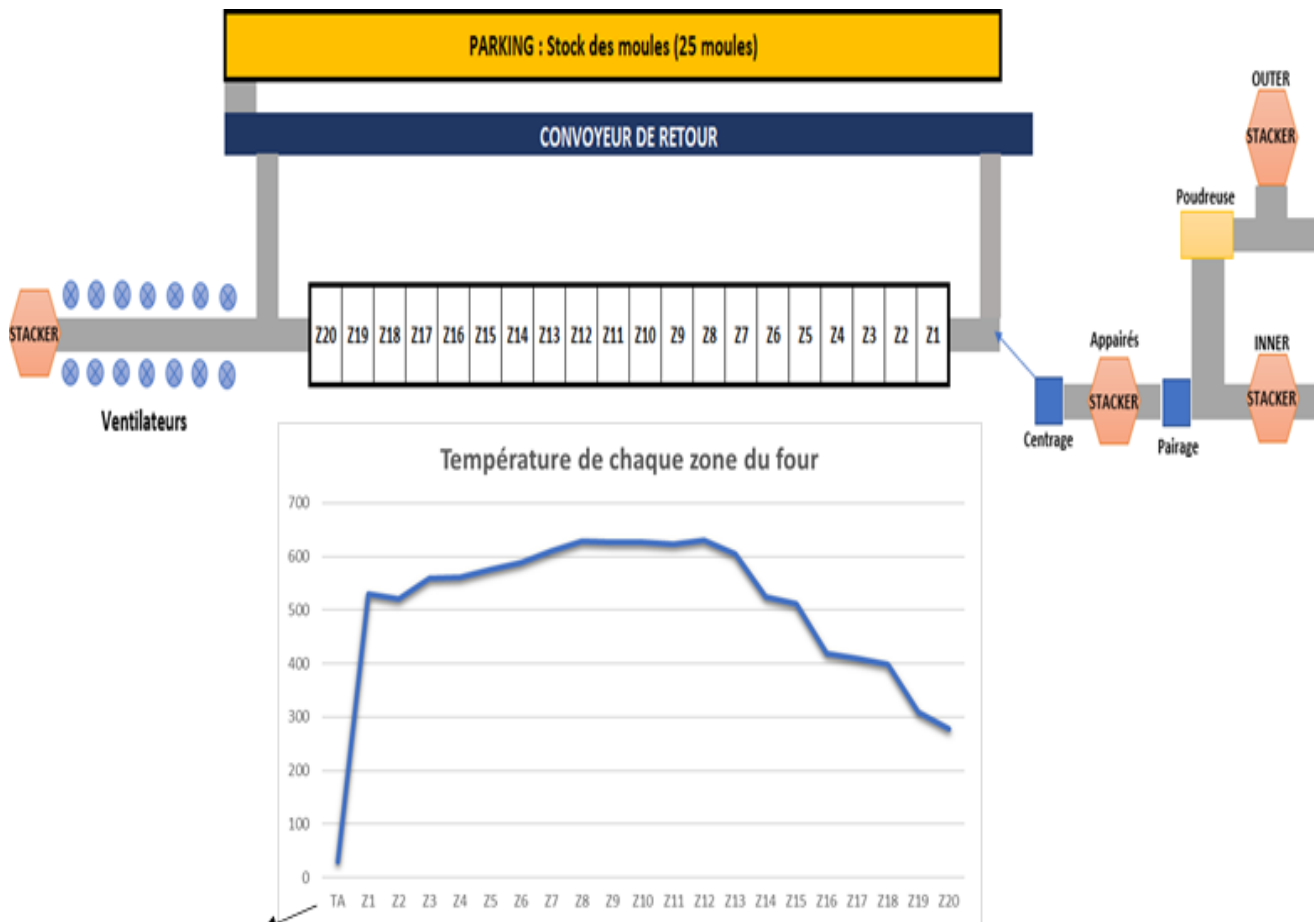 PARKING : Stock des moules (25 moules)
OUTER
STACKER
CONVOYEUR DE RETOUR
Poudreuse
STACKER
Z20 Z19 Z18 Z17 Z16 Z15 Z14 Z13 Z12 Z11 Z10 Z9 Z8 Z7 Z6 Z5 Z4 Z3 Z2 Z1
Appairés
INNER
STACKER
STACKER
Ventilateurs
Centrage
Pairage
Température de chaque zone du four
700
600
500
400
300
200
100
0
TA Z1 Z2 Z3 Z4 Z5 Z6 Z7 Z8 Z9 Z10 Z11 Z12 Z13 Z14 Z15 Z16 Z17 Z18 Z19 Z20